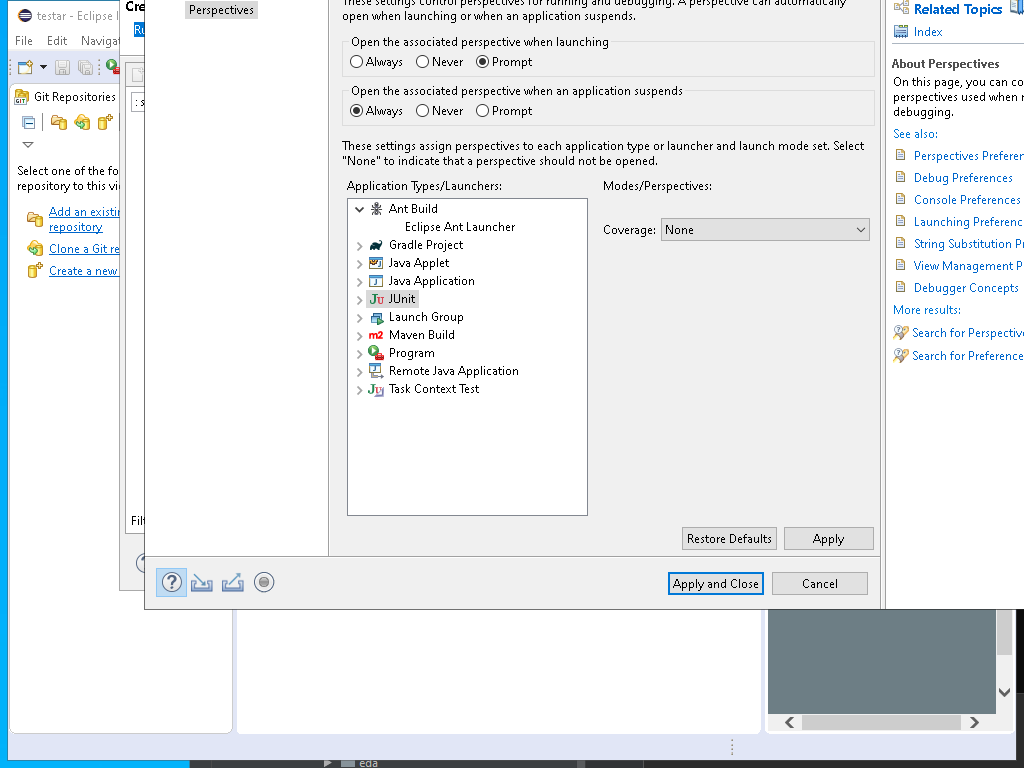 testar - Eclipse I
File Edit Navigat
Git Repositories
Select one of the fo
repository to this vi
Add an existin
repository
Clone a Git re
Create a new
Cre
Ru
: s
Filt
Perspectives
These settings control perspectives for running and debugging. A perspective can automatically
open when launching or when an application suspends.
Open the associated perspective when launching
Always Never Prompt
Open the associated perspective when an application suspends
Always Never Prompt
These settings assign perspectives to each application type or launcher and launch mode set. Select
"None" to indicate that a perspective should not be opened.
Application Types/Launchers:
Modes/Perspectives:
Ant Build
Eclipse Ant Launcher
Gradle Project
Java Applet
Java Application
JUnit
Launch Group
m2 Maven Build
Program
Remote Java Application
Task Context Test
Coverage: None
Restore Defaults
Apply
Apply and Close
Cancel
Related Topics
Index
About Perspectives
On this page, you can co
perspectives used when r
debugging.
See also:
Perspectives Preferen
Debug Preferences
Console Preferences
Launching Preferenc
String Substitution P
View Management P
Debugger Concepts
More results:
Search for Perspective
Search for Preference
eda